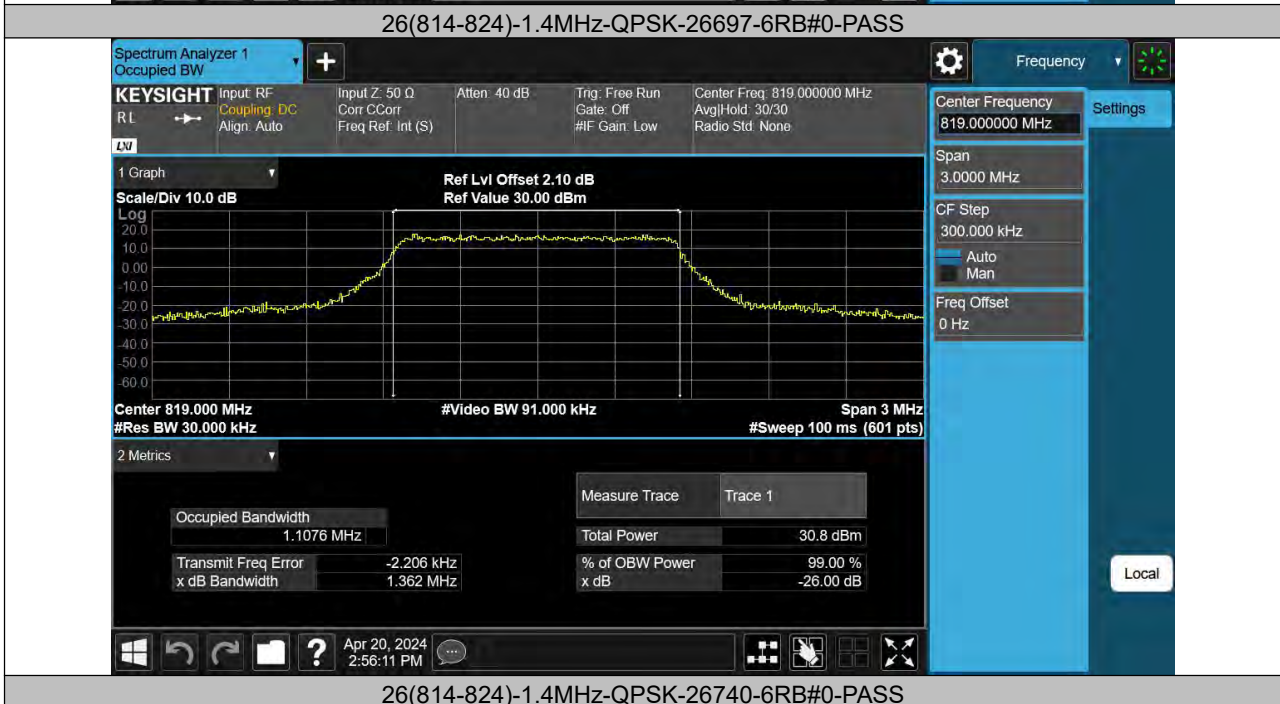 26(814-824)-1.4MHz-QPSK-26697-6RB#0-PASS
Spectrum Analyzer 1
Occupied BW
Frequency
KEYSIGHT
RL
LXI
Input: RF
Coupling: DC
Align: Auto
Input Z: 50 Ω
Corr CCorr
Freq Ref: Int (S)
Atten: 40 dB
Trig: Free Run
Gate: Off
#IF Gain: Low
Center Freq: 819.000000 MHz
Avg|Hold: 30/30
Radio Std: None
Center Frequency
819.000000 MHz
Settings
Span
3.0000 MHz
CF Step
300.000 kHz
Auto
Man
Freq Offset
0 Hz
Local
1 Graph
Scale/Div 10.0 dB
Ref Lvl Offset 2.10 dB
Ref Value 30.00 dBm
Log
20.0
10.0
0.00
-10.0
-20.0
-30.0
-40.0
-50.0
-60.0
Center 819.000 MHz
#Video BW 91.000 kHz
Span 3 MHz
#Res BW 30.000 kHz
#Sweep 100 ms (601 pts)
2 Metrics
Measure Trace Trace 1
Occupied Bandwidth
1.1076 MHz
Total Power 30.8 dBm
Transmit Freq Error -2.206 kHz
% of OBW Power 99.00 %
x dB Bandwidth 1.362 MHz
x dB -26.00 dB
Apr 20, 2024
2:56:11 PM
26(814-824)-1.4MHz-QPSK-26740-6RB#0-PASS